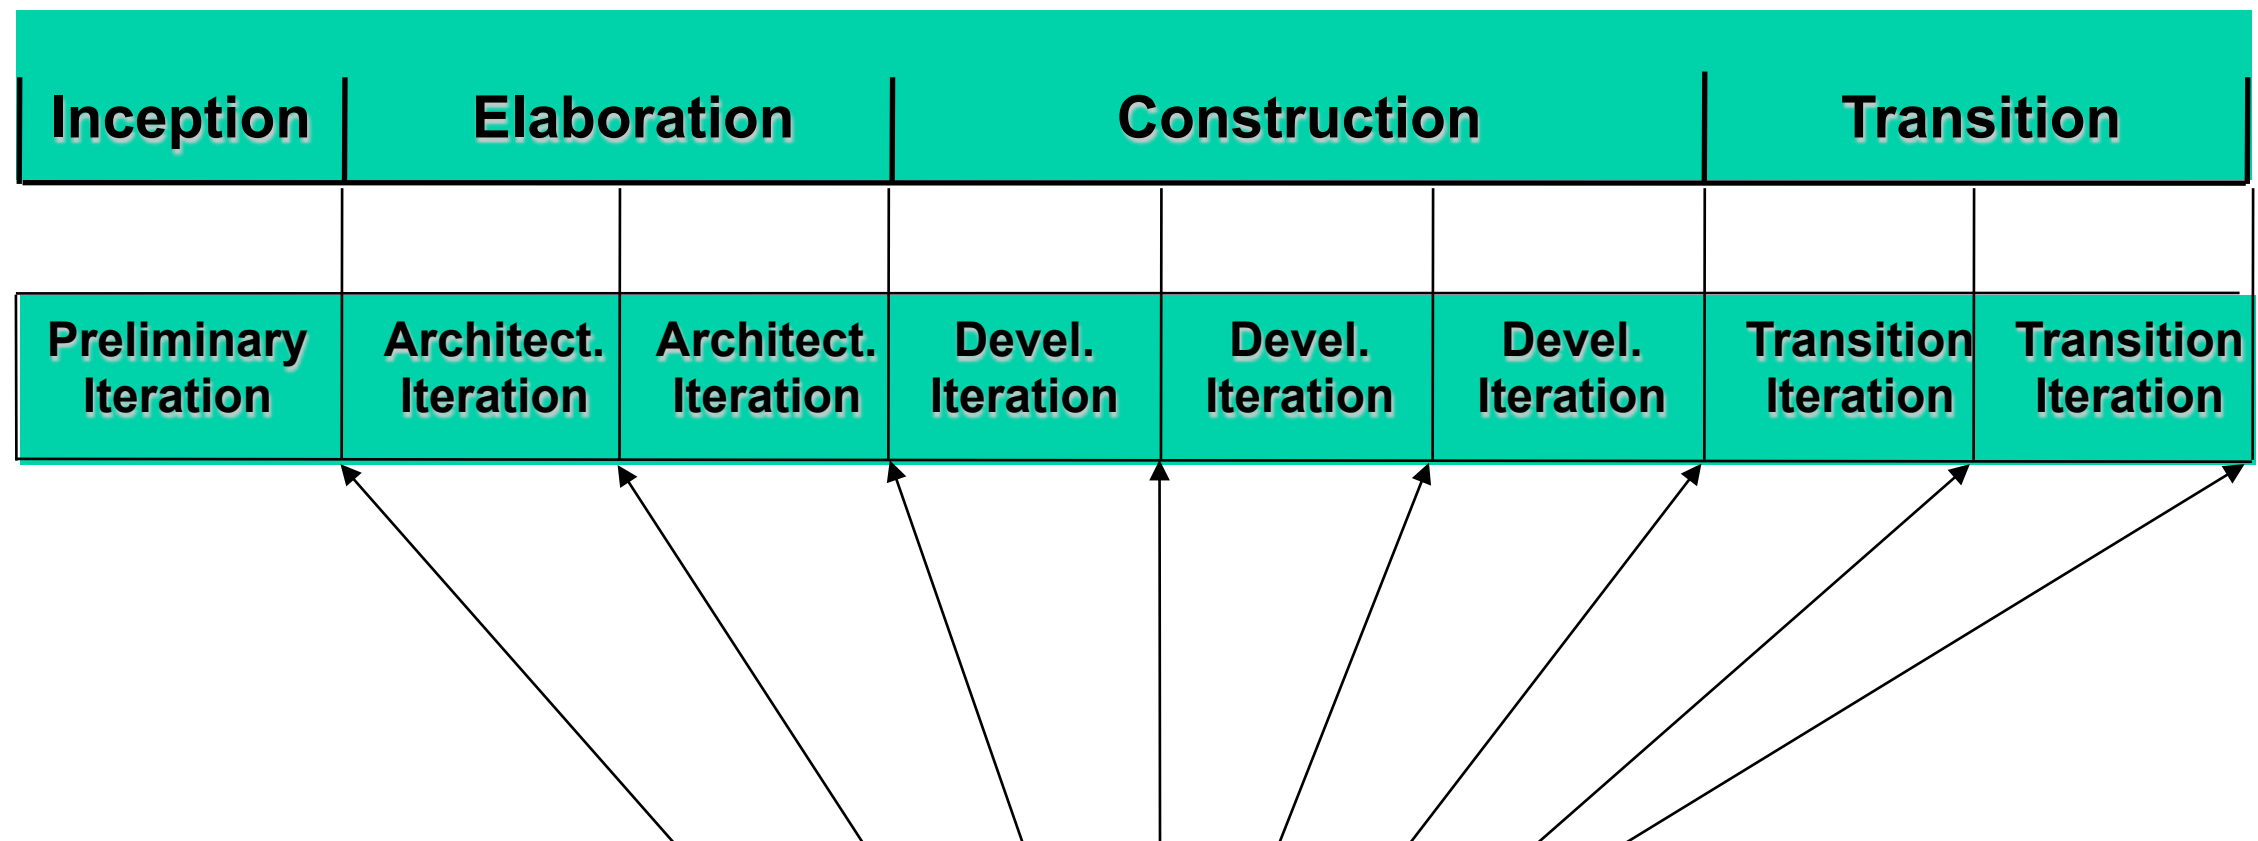 Inception Elaboration Construction Transition
Preliminary Architect. Architect. Devel. Devel. Devel. Transition Transition
Iteration Iteration Iteration Iteration Iteration Iteration Iteration Iteration